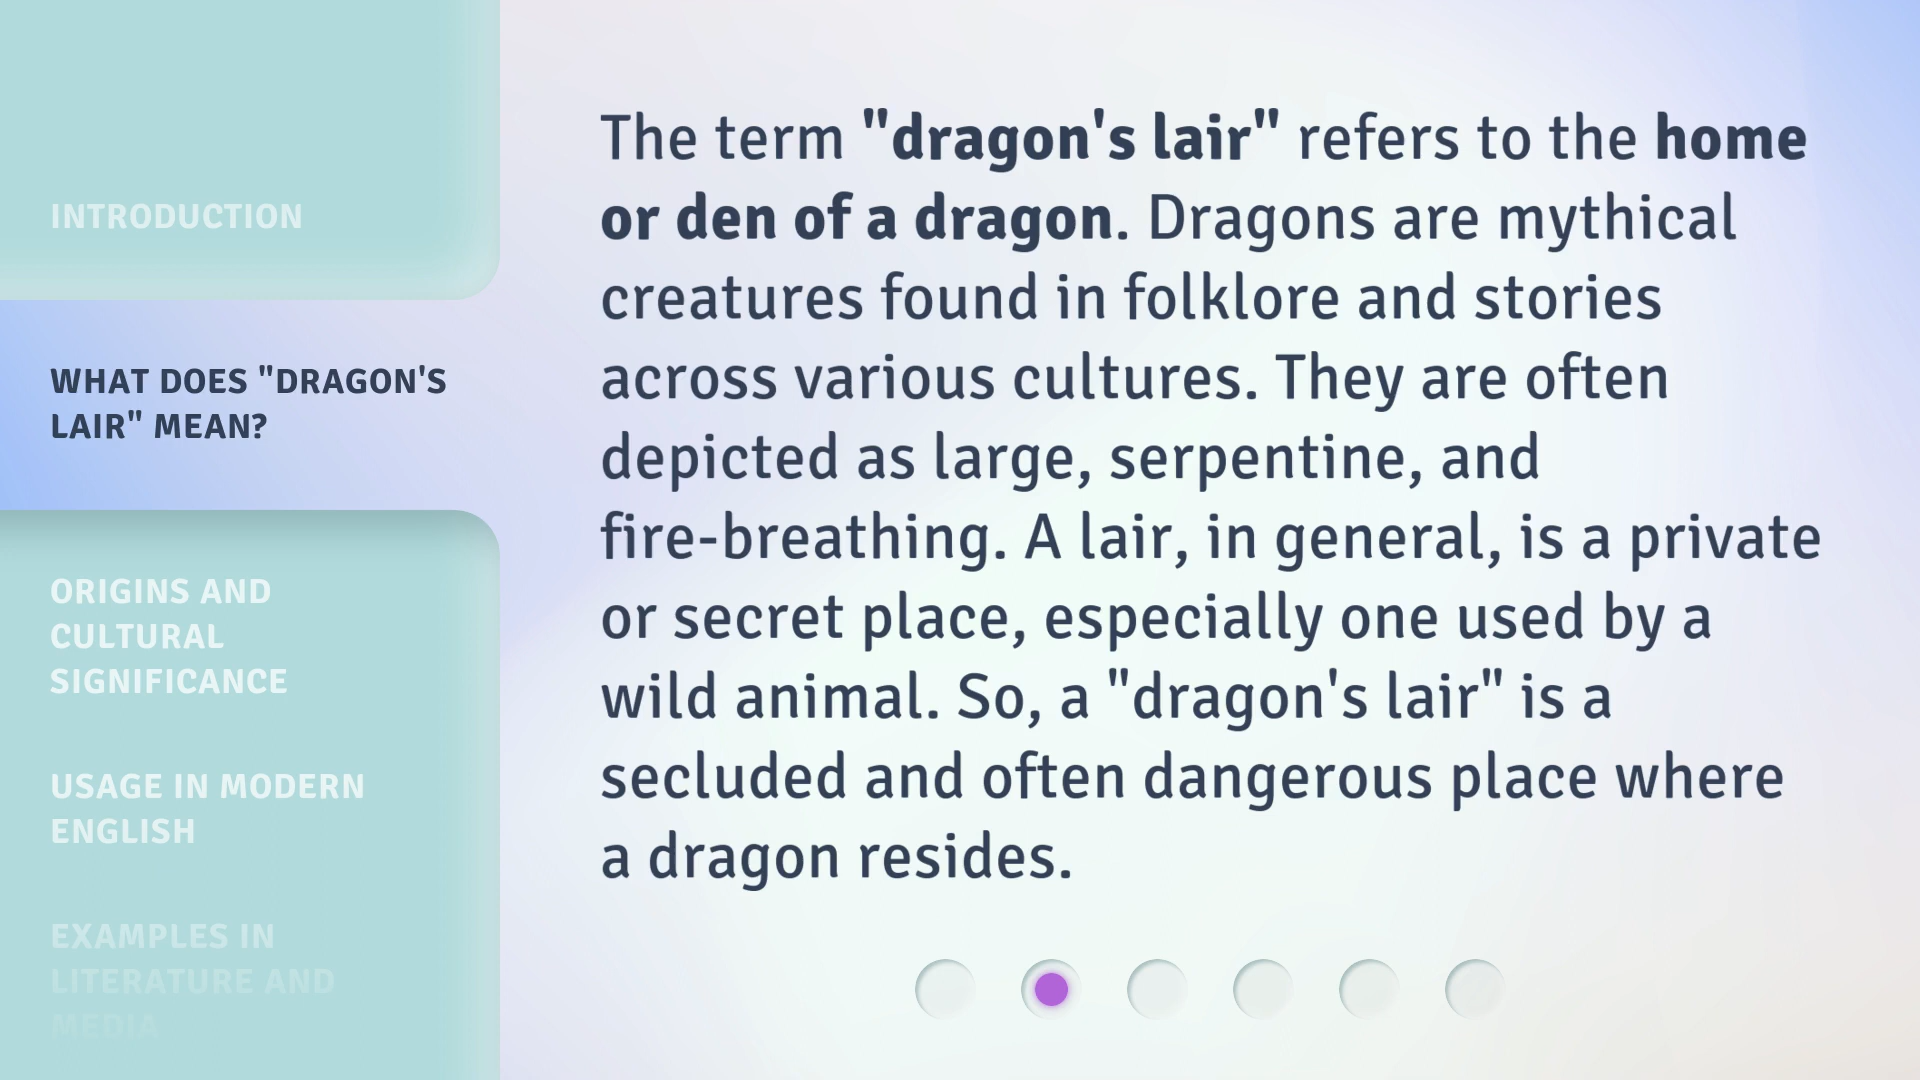 INTRODUCTION
WHAT DOES "DRAGON'S
LAIR" MEAN?
ORIGINS AND
CULTURAL
SIGNIFICANCE
USAGE IN MODERN
ENGLISH
EXAMPLES IN
LITERATURE AND
MEDIA
The term "dragon's lair" refers to the home
or den of a dragon. Dragons are mythical
creatures found in folklore and stories
across various cultures. They are often
depicted as large, serpentine, and
fire-breathing. A lair, in general, is a private
or secret place, especially one used by a
wild animal. So, a "dragon's lair" is a
secluded and often dangerous place where
a dragon resides.